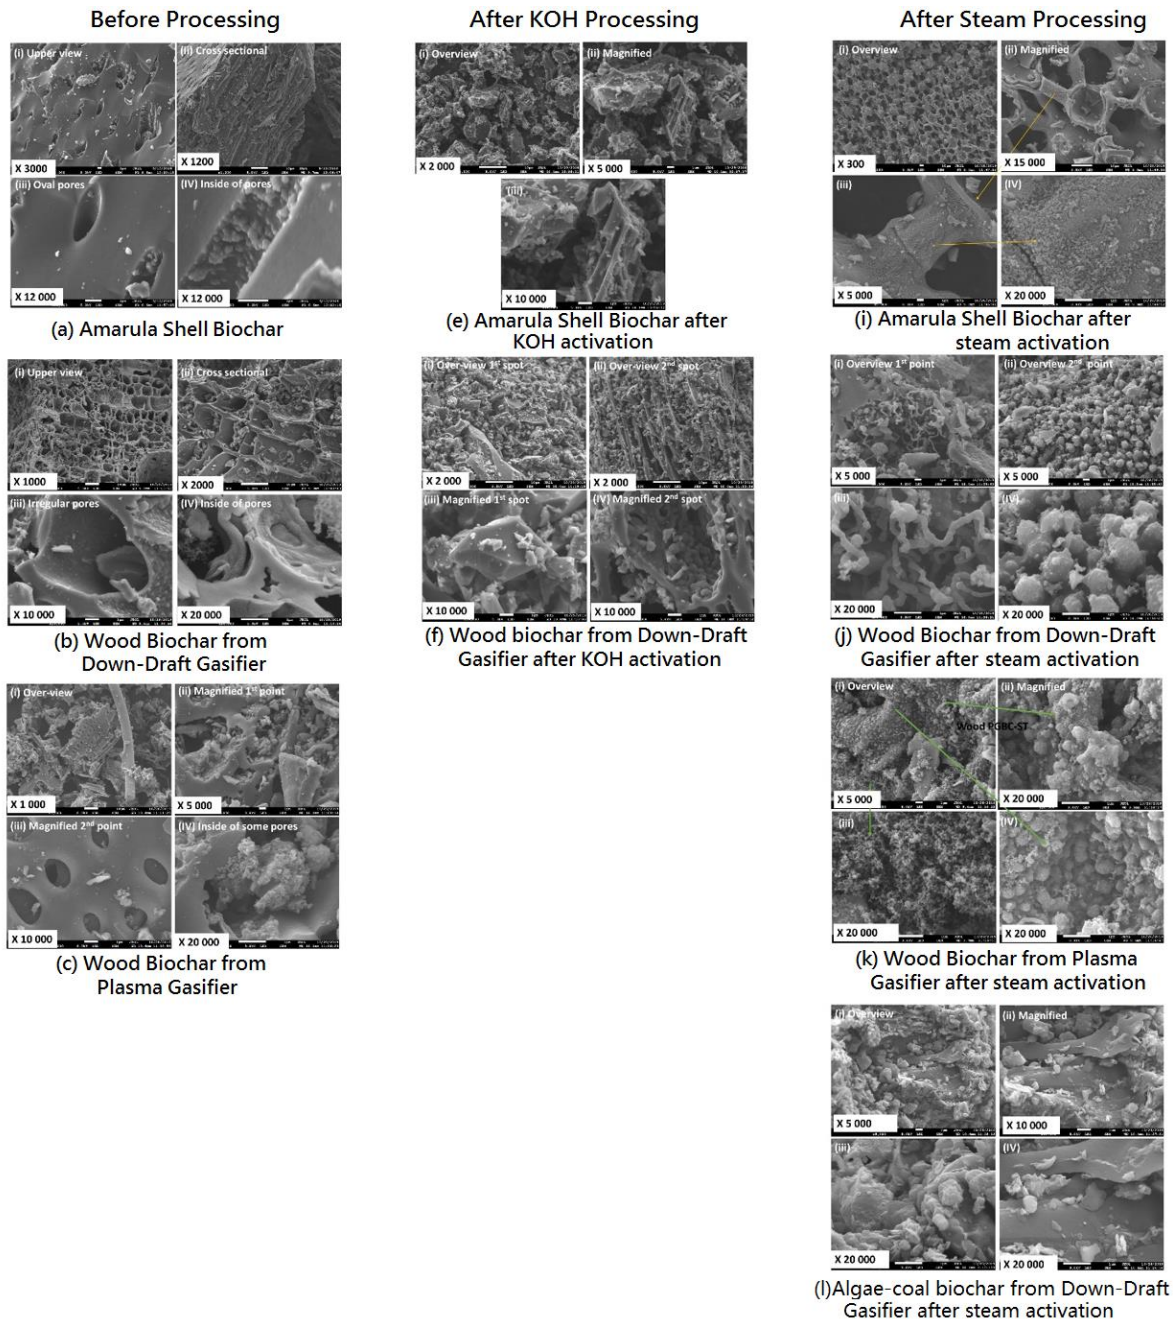 Before Processing
After KOH Processing
After Steam Processing
(i) Upper view
(ii) Cross sectional
X 3000
X 1200
(iii) Oval pores
(IV) Inside of pores
X 12 000
X 12 000
(a) Amarula Shell Biochar
(i) Overview
(ii) Magnified
X 2 000
X 5 000
(iii)
X 10 000
(e) Amarula Shell Biochar after
KOH activation
(i) Overview
(ii) Magnified
X 300
X 15 000
(iii)
(IV)
X 5 000
X 20 000
(i) Amarula Shell Biochar after
steam activation
(i) Upper view
(ii) Cross sectional
X 1000
X 2000
(iii) Irregular pores
(IV) Inside of pores
X 10 000
X 20 000
(b) Wood Biochar from
Down-Draft Gasifier
(i) Over-view 1st spot
(ii) Over-view 2nd spot
X 2 000
X 2 000
(iii) Magnified 1st spot
(IV) Magnified 2nd spot
X 10 000
X 10 000
(f) Wood biochar from Down-Draft
Gasifier after KOH activation
(i) Overview 1st point
(ii) Overview 2nd point
X 5 000
X 5 000
(iii)
(IV)
X 20 000
X 20 000
(j) Wood Biochar from Down-Draft
Gasifier after steam activation
(i) Over-view
(ii) Magnified 1st point
X 1 000
X 5 000
(iii) Magnified 2nd point
(IV) Inside of some pores
X 10 000
X 20 000
(c) Wood Biochar from
Plasma Gasifier
(i) Overview
(ii) Magnified
Wood PGBC-ST
X 5 000
X 20 000
(iii)
(IV)
X 20 000
X 20 000
(k) Wood Biochar from Plasma
Gasifier after steam activation
(i) Overview
(ii) Magnified
X 5 000
X 10 000
(iii)
(IV)
X 20 000
X 20 000
(l)Algae-coal biochar from Down-Draft
Gasifier after steam activation